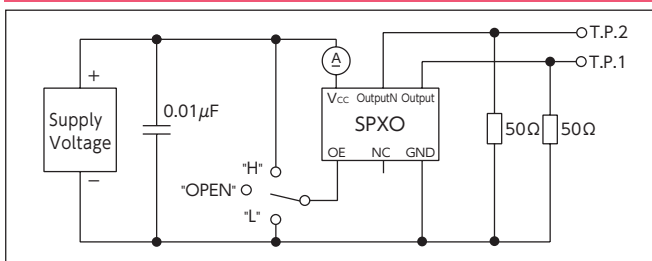 T.P.2
T.P.1
+
A
0.01μF
VCC OutputN Output
Supply
Voltage
SPXO
50Ω 50Ω
OE NC GND
"H"
−
"OPEN"
"L"